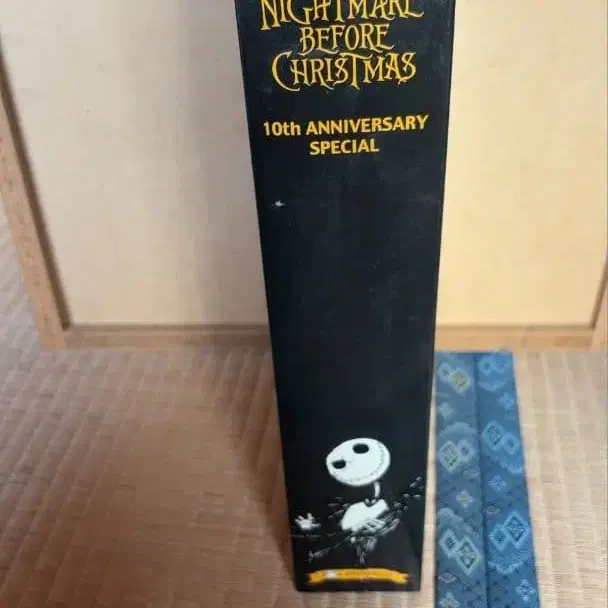 NIGHTMARE
BEFORE
CHRISTMAS
10th ANNIVERSARY
SPECIAL